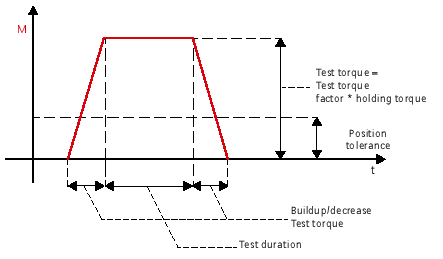 M
Test torque =
Test torque
factor * holding torque
Position
tolerance
t
Buildup/decrease
Test torque
Test duration